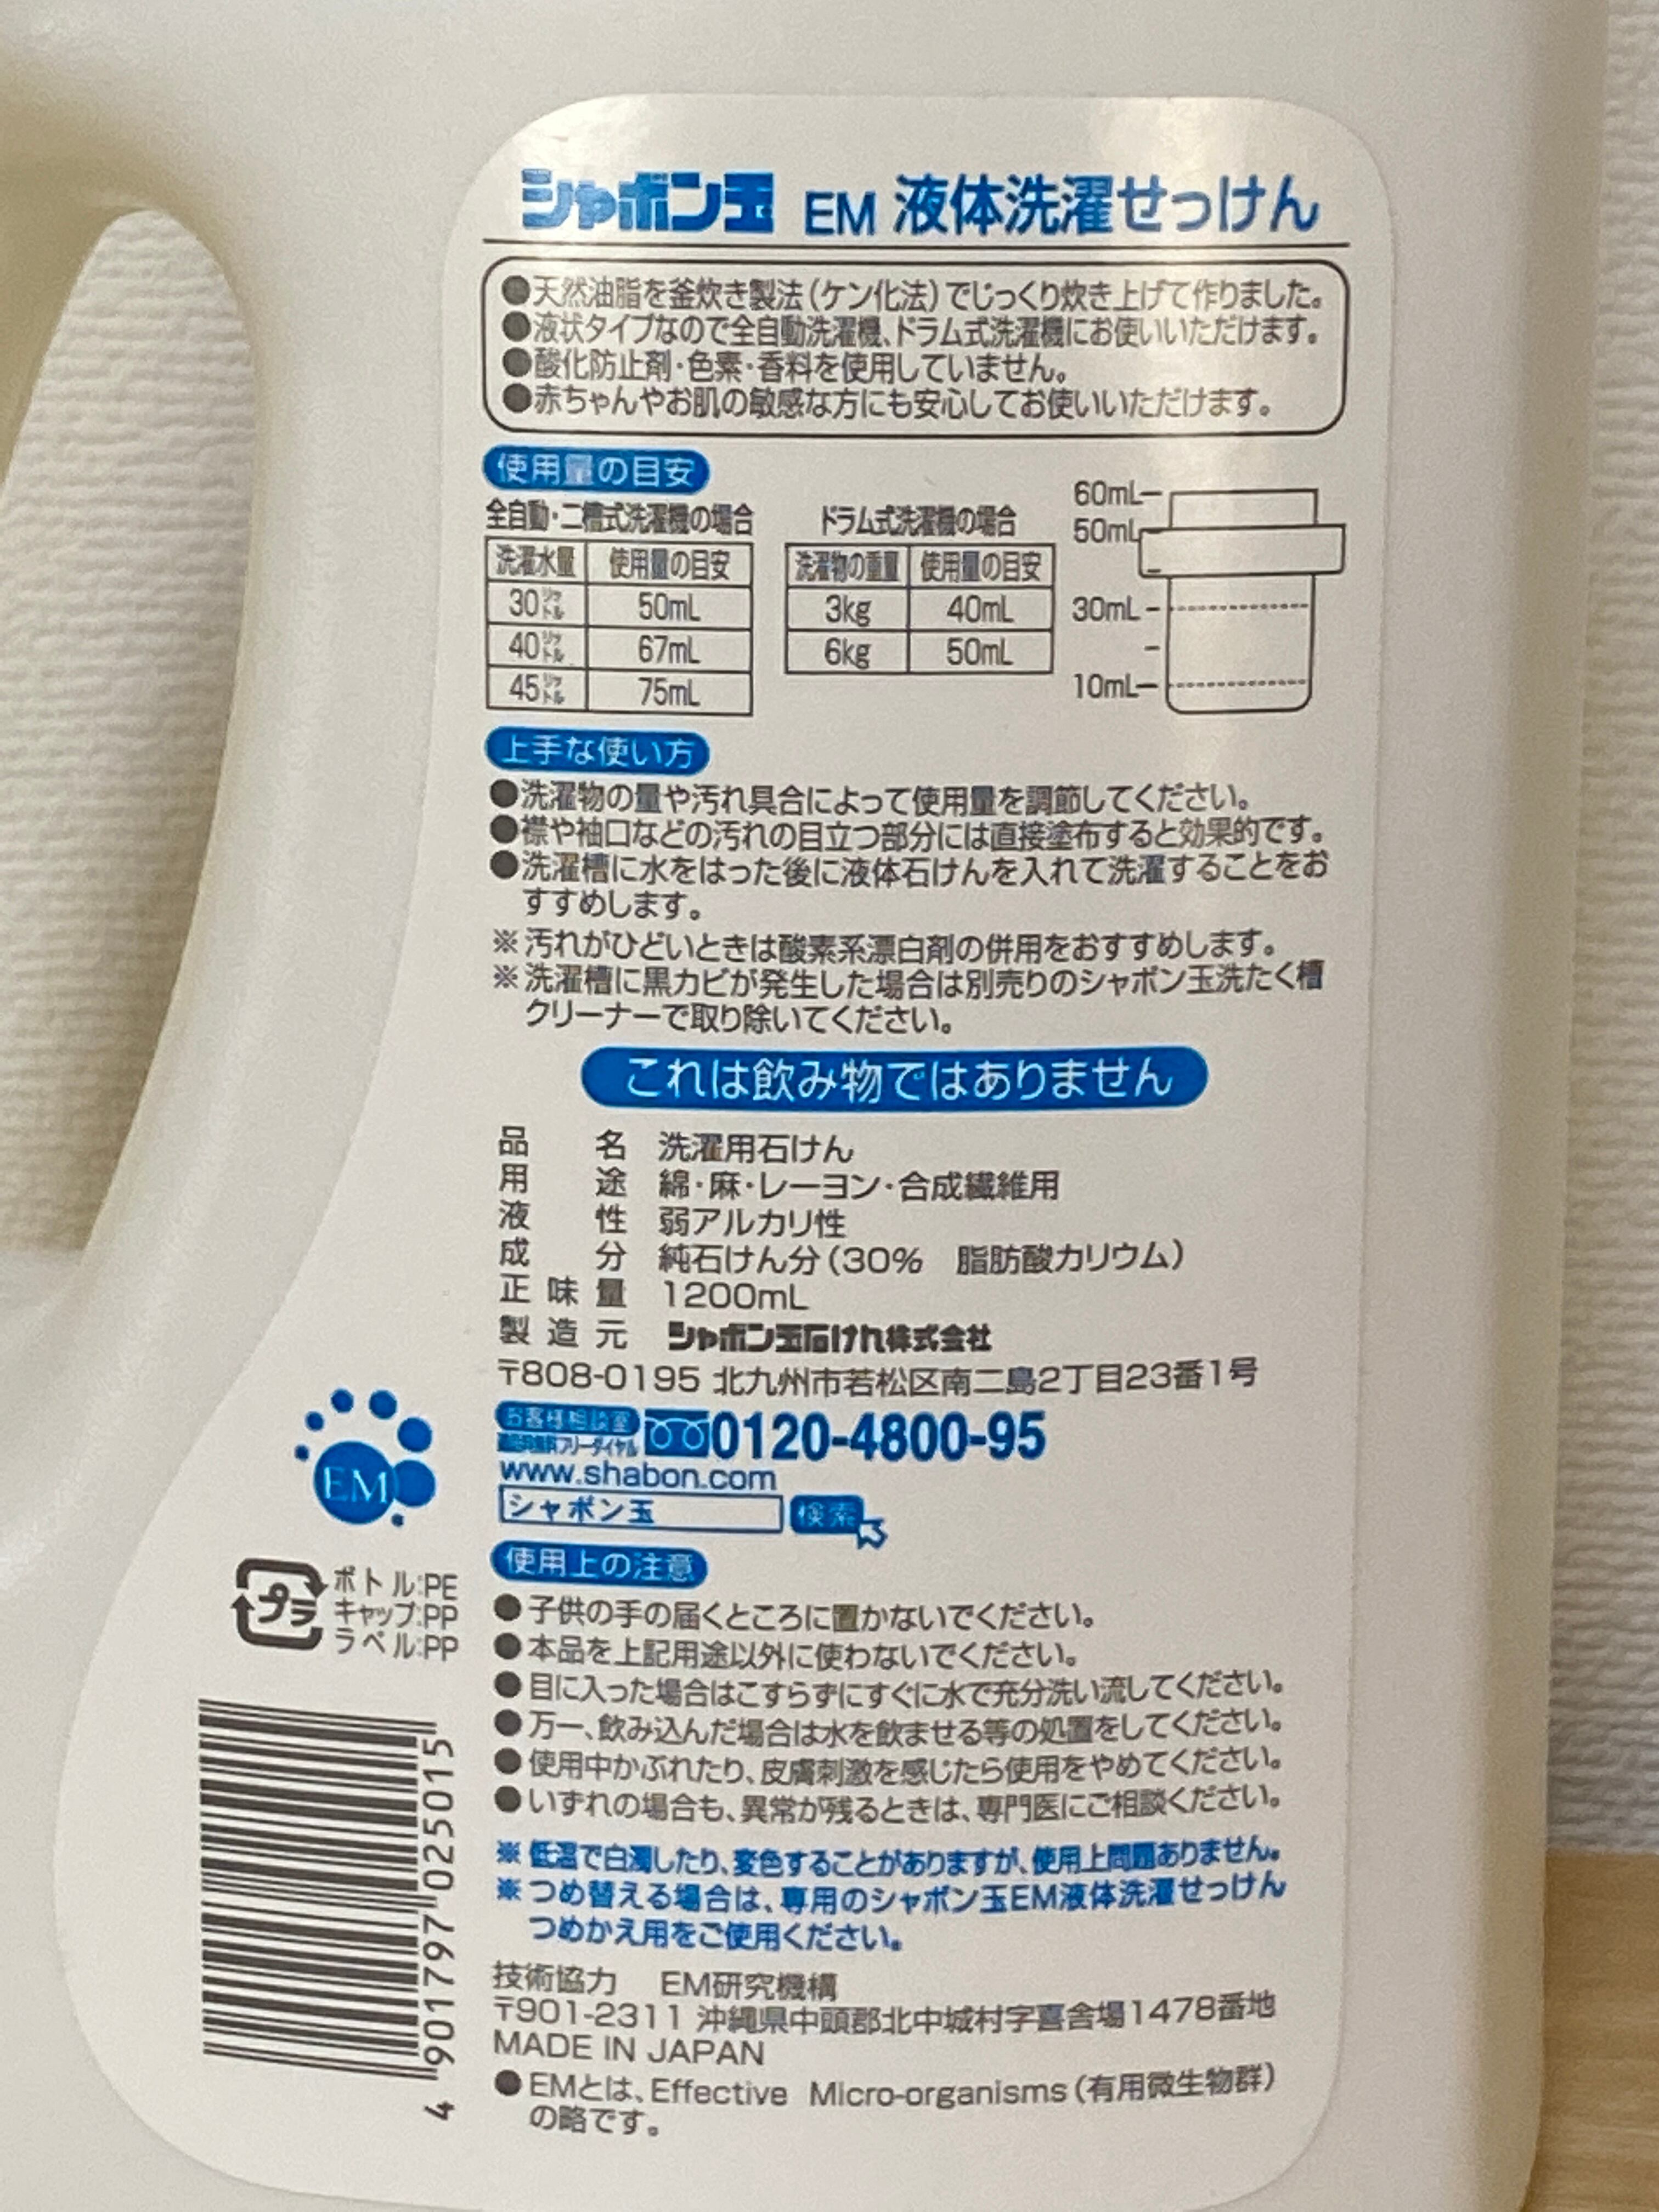 シャボン玉 EM 液体洗濯せっけん
●天然油脂を釜炊き製法(ケン化法)でじっくり炊き上げて作りました。
●液状タイプなので全自動洗濯機、ドラム式洗濯機にお使いいただけます。
●酸化防止剤・色素・香料を使用していません。
●赤ちゃんやお肌の敏感な方にも安心してお使いいただけます。
使用量の目安
全自動・二槽式洗濯機の場合
洗濯水量 使用量の目安
30リットル 50mL
40リットル 67mL
45リットル 75mL
ドラム式洗濯機の場合
洗濯物の重量 使用量の目安
3kg 40mL
6kg 50mL
60mL
50mL
30mL
10mL
上手な使い方
●洗濯物の量や汚れ具合によって使用量を調節してください。
●襟や袖口などの汚れの目立つ部分には直接塗布すると効果的です。
●洗濯槽に水をはった後に液体石けんを入れて洗濯することをお
すすめします。
※汚れがひどいときは酸素系漂白剤の併用をおすすめします。
※洗濯槽に黒カビが発生した場合は別売りのシャボン玉洗たく槽
クリーナーで取り除いてください。
これは飲み物ではありません
品名 洗濯用石けん
用途 綿・麻・レーヨン・合成繊維用
液性 弱アルカリ性
成分 純石けん分(30% 脂肪酸カリウム)
正味量 1200mL
製造元 シャボン玉石けん株式会社
〒808-0195 北九州市若松区南二島2丁目23番1号
お客様相談室
通話料無料フリーダイヤル
0120-4800-95
www.shabon.com
シャボン玉 検索
EM
プラ
ボトル:PE
キャップ:PP
ラベル:PP
使用上の注意
●子供の手の届くところに置かないでください。
●本品を上記用途以外に使わないでください。
●目に入った場合はこすらずにすぐに水で充分洗い流してください。
●万一、飲み込んだ場合は水を飲ませる等の処置をしてください。
●使用中かぶれたり、皮膚刺激を感じたら使用をやめてください。
●いずれの場合も、異常が残るときは、専門医にご相談ください。
※低温で白濁したり、変色することがありますが、使用上問題ありません。
※つめ替える場合は、専用のシャボン玉EM液体洗濯せっけん
つめかえ用をご使用ください。
技術協力 EM研究機構
〒901-2311 沖縄県中頭郡北中城村字喜舎場1478番地
MADE IN JAPAN
●EMとは、Effective Micro-organisms(有用微生物群)
の略です。
4 901797 025015